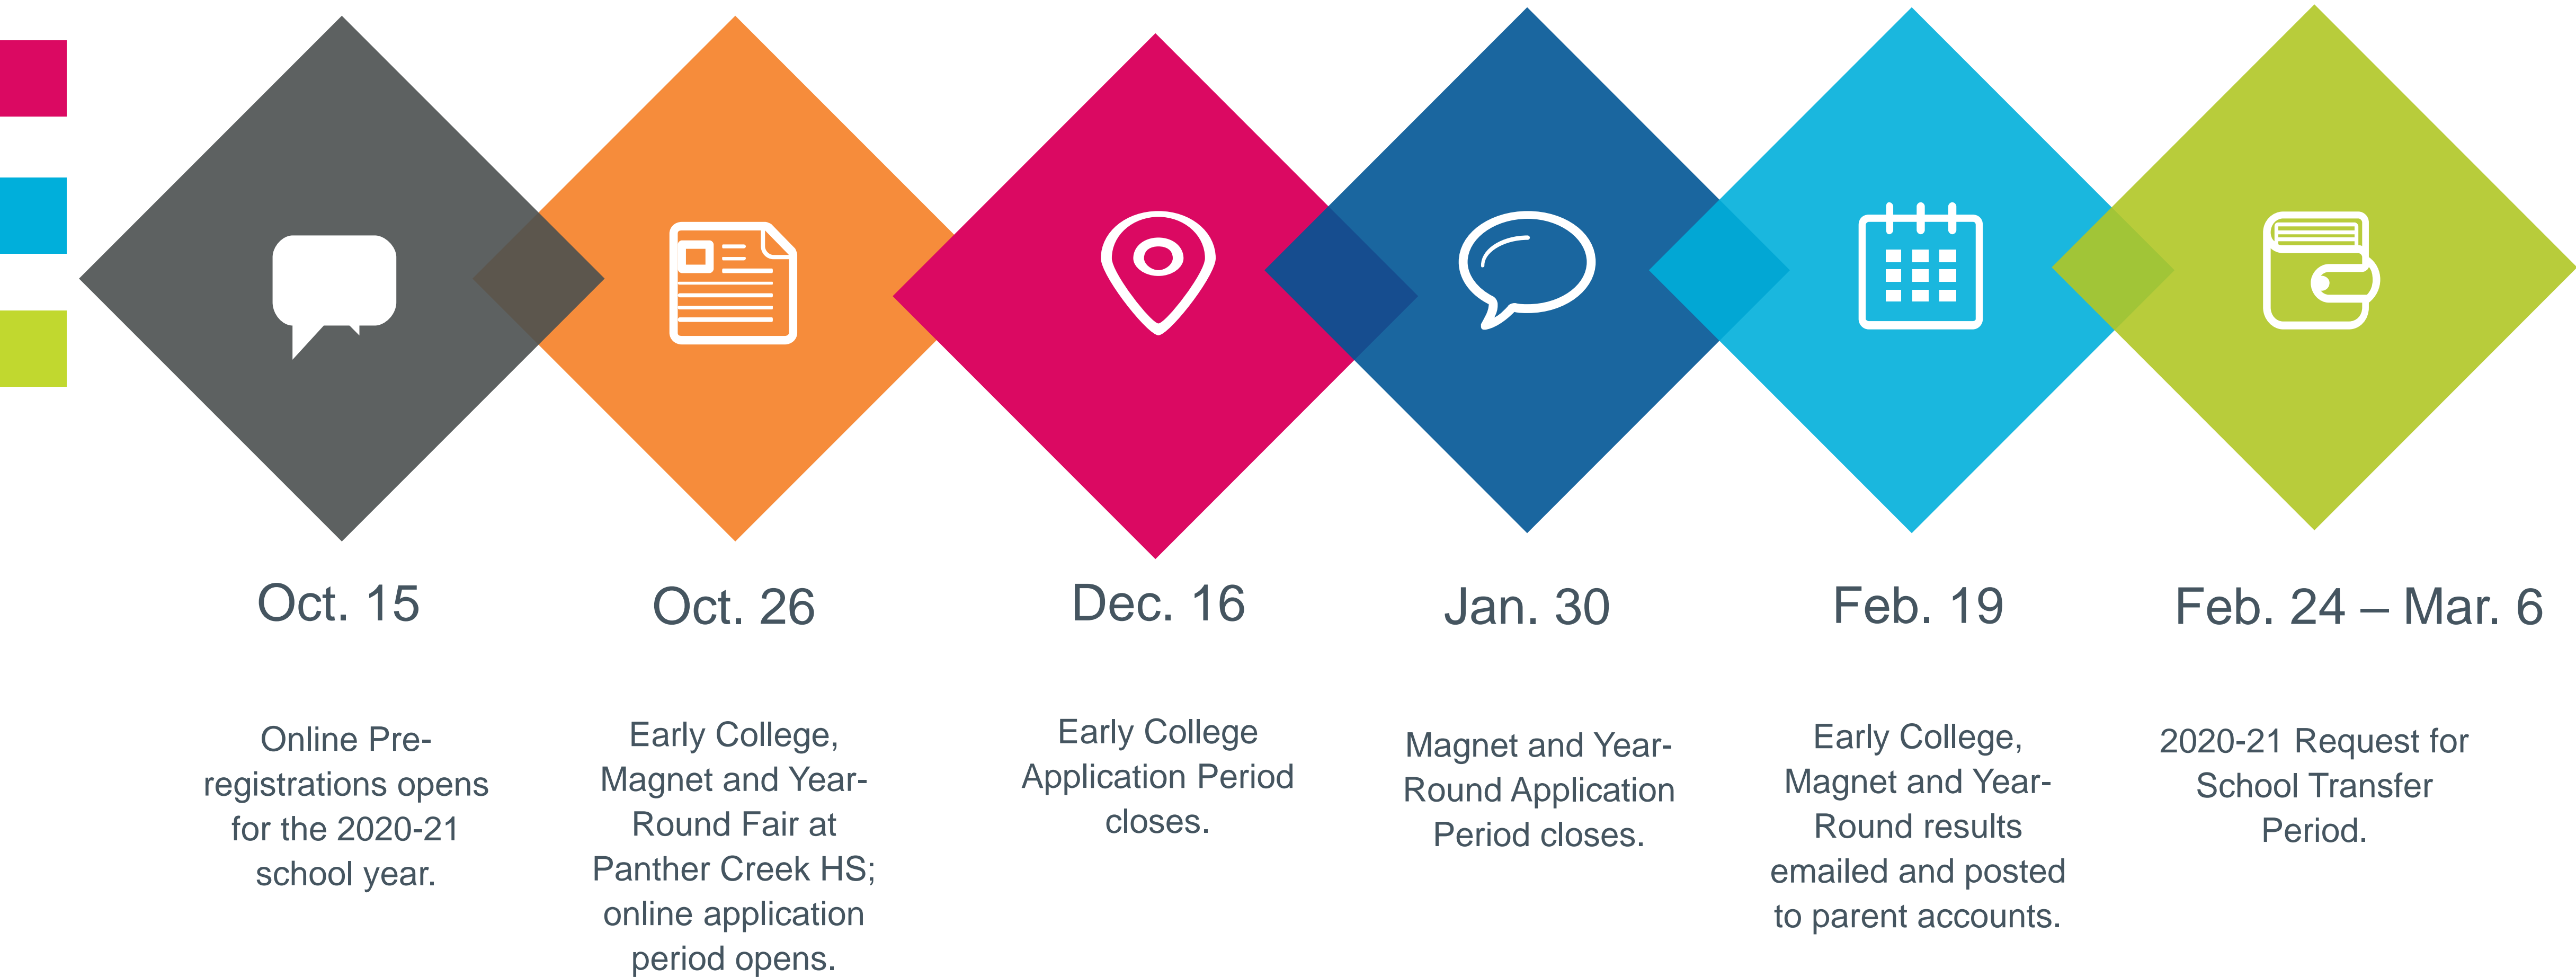 Oct. 15
Online Pre-
registrations opens
for the 2020-21
school year.
Oct. 26
Early College,
Magnet and Year-
Round Fair at
Panther Creek HS;
online application
period opens.
Dec. 16
Early College
Application Period
closes.
Jan. 30
Magnet and Year-
Round Application
Period closes.
Feb. 19
Early College,
Magnet and Year-
Round results
emailed and posted
to parent accounts.
Feb. 24 – Mar. 6
2020-21 Request for
School Transfer
Period.